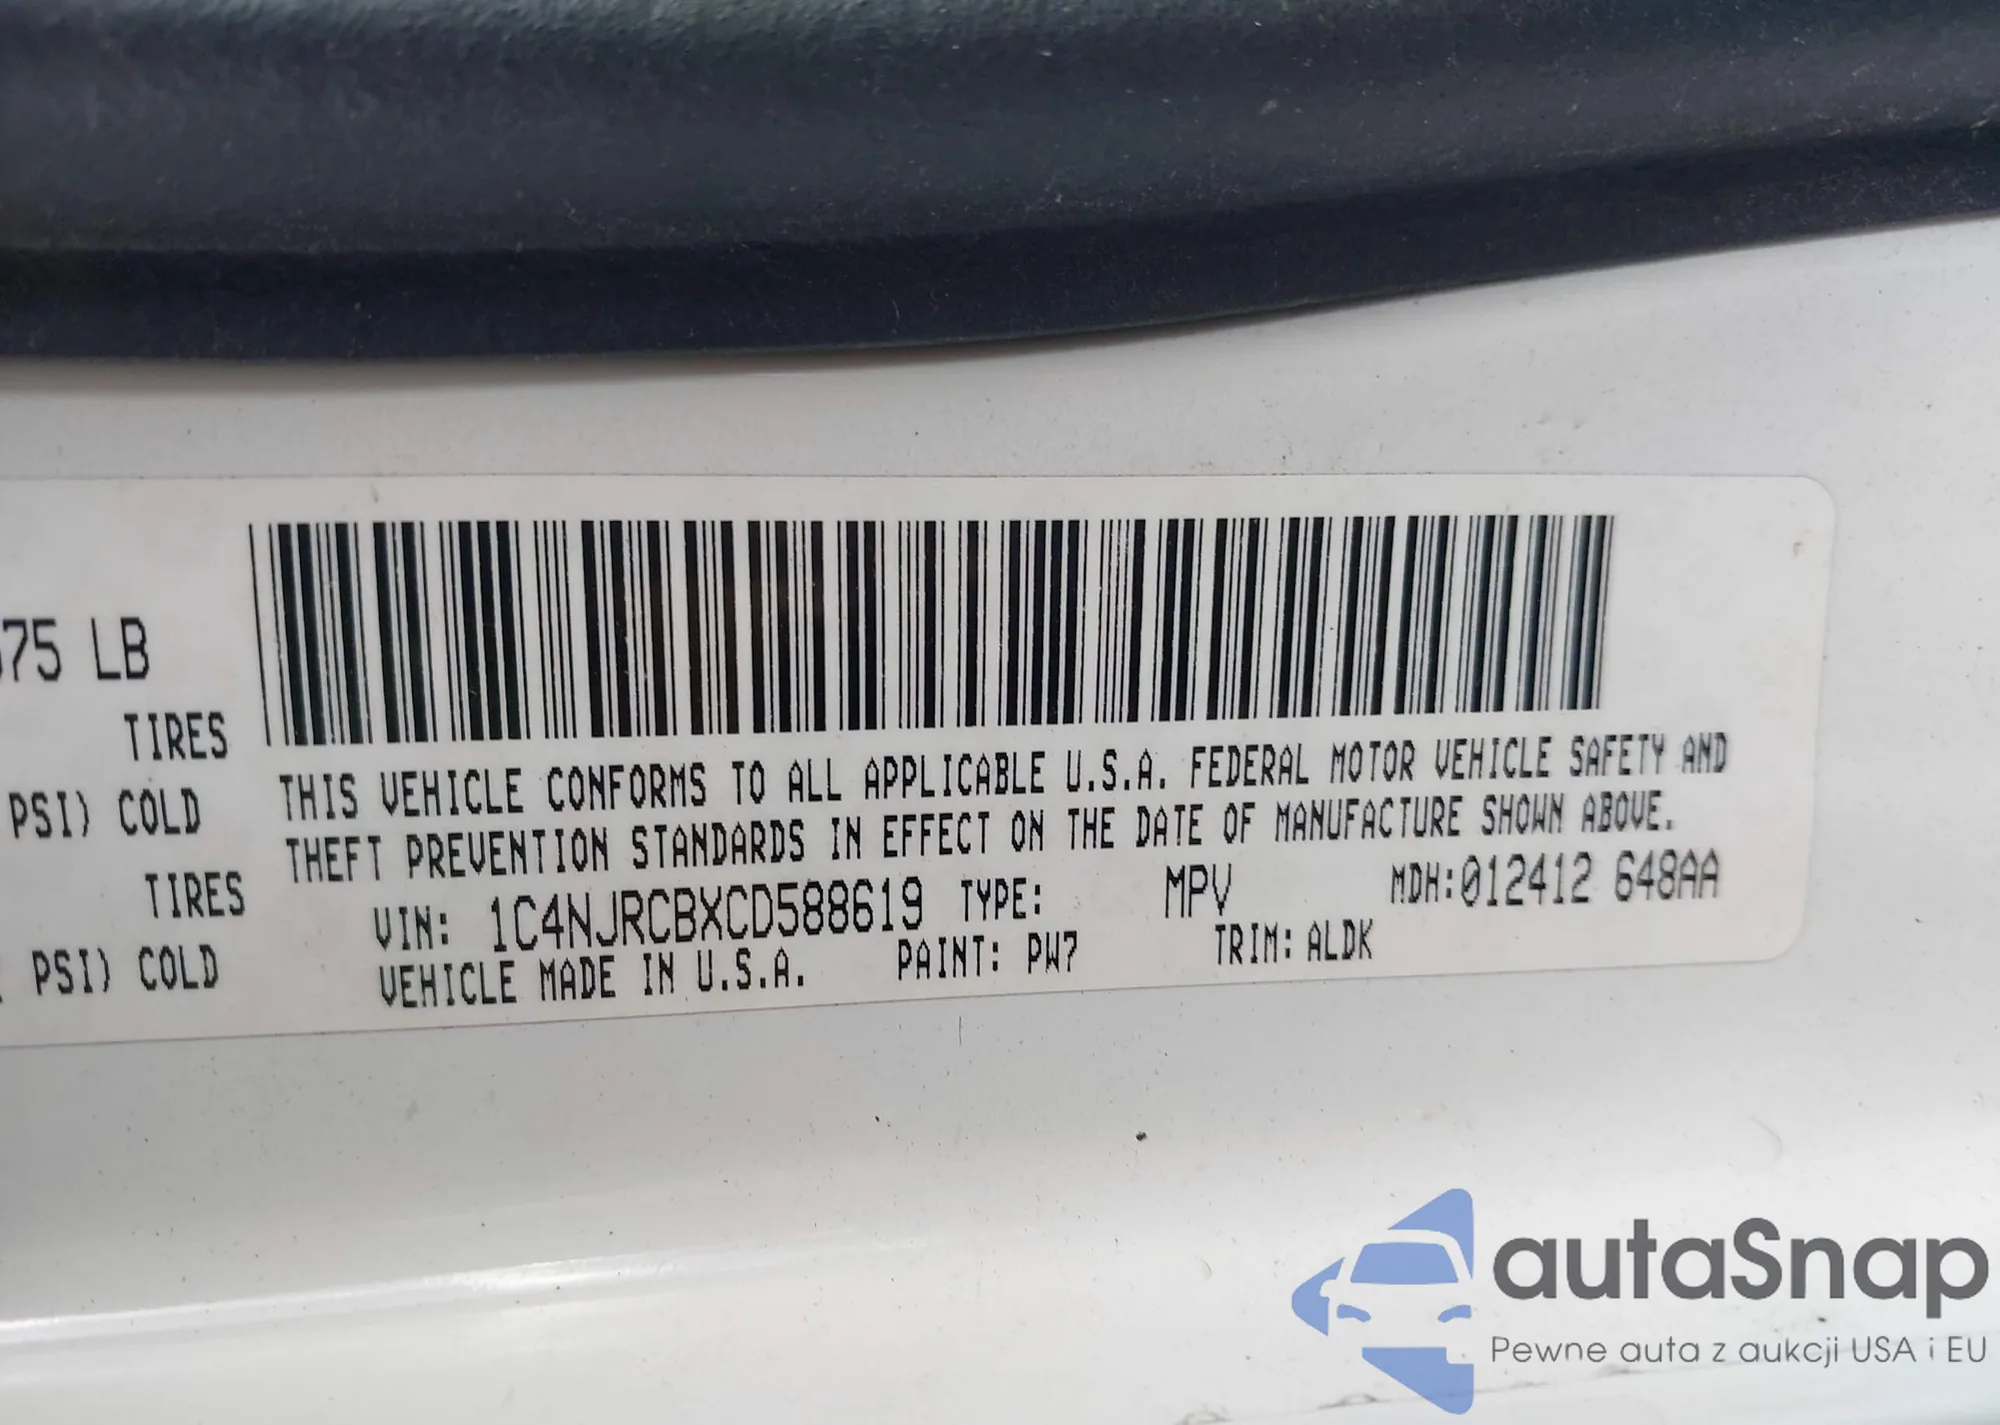 75 LB
TIRES
PSI) COLD
TIRES
PSI) COLD
THIS VEHICLE CONFORMS TO ALL APPLICABLE U.S.A. FEDERAL MOTOR VEHICLE SAFETY AND
THEFT PREVENTION STANDARDS IN EFFECT ON THE DATE OF MANUFACTURE SHOWN ABOVE.
VIN: 1C4NJRCBXCD588619 TYPE: MPV MDH:012412 648AA
VEHICLE MADE IN U.S.A. PAINT: PW7 TRIM: ALDK
autaSnap
Pewne auta z aukcji USA i EU